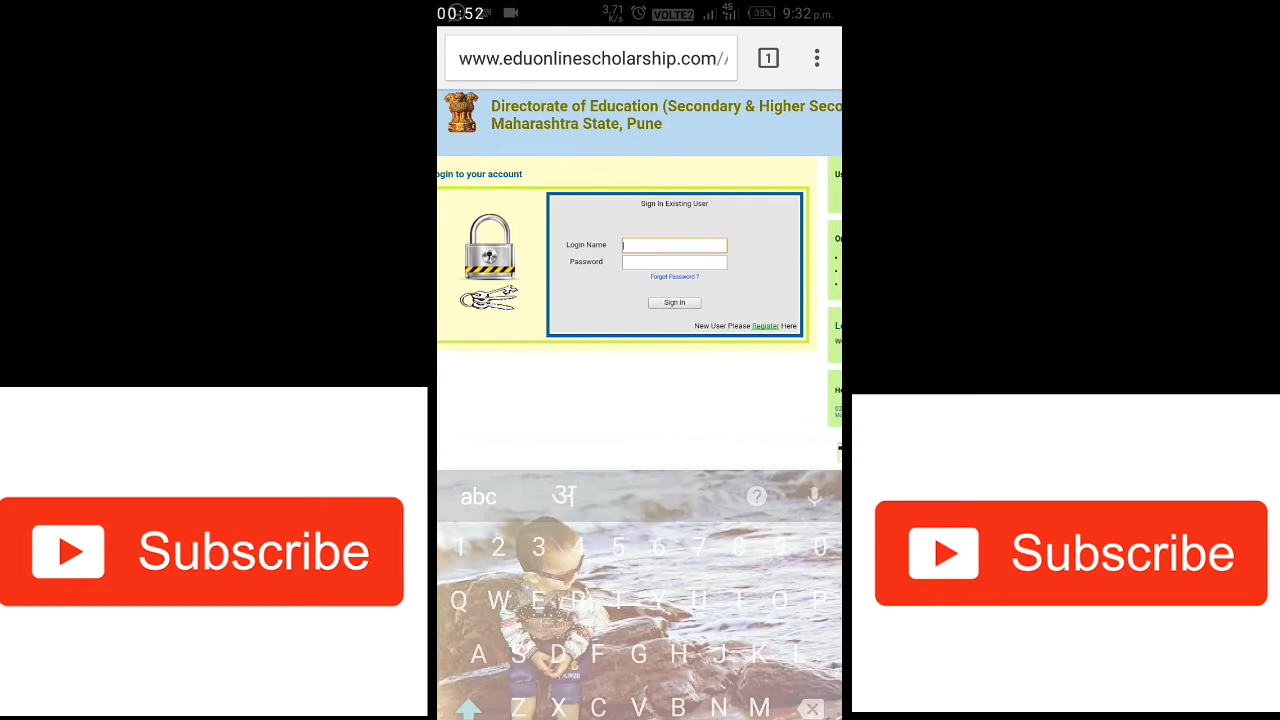 00:52
3.71
K/s
VOLTE2
4G
35%
9:32 p.m.
www.eduonlinescholarship.com/
1
Directorate of Education (Secondary & Higher Seco
Maharashtra State, Pune
ogin to your account
Sign In Existing User
Login Name
Password
Forgot Password ?
Sign In
New User Please Register Here
abc अ
1 2 3 4 5 6 7 8 9 0
Q W E R T Y U I O P
A S D F G H J K L
Z X C V B N M
Subscribe
Subscribe